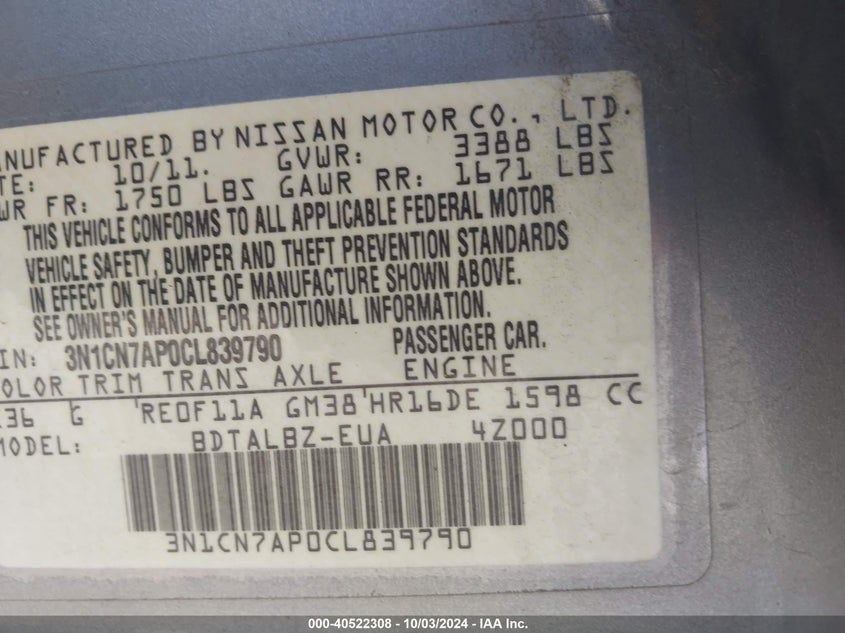 NUFACTURED BY NISSAN MOTOR CO., LTD.
TE: 10/11. GVWR: 3388 LBS
WR FR: 1750 LBS GAWR RR: 1671 LBS
THIS VEHICLE CONFORMS TO ALL APPLICABLE FEDERAL MOTOR
VEHICLE SAFETY, BUMPER AND THEFT PREVENTION STANDARDS
IN EFFECT ON THE DATE OF MANUFACTURE SHOWN ABOVE.
SEE OWNER'S MANUAL FOR ADDITIONAL INFORMATION.
IN: 3N1CN7AP0CL839790 PASSENGER CAR.
OLOR TRIM TRANS AXLE ENGINE
36 G RE0F11A GM38 HR16DE 1598 CC
MODEL: BDTALBZ-EUA 4Z000
3N1CN7AP0CL839790
000-40522308 - 10/03/2024 - IAA Inc.